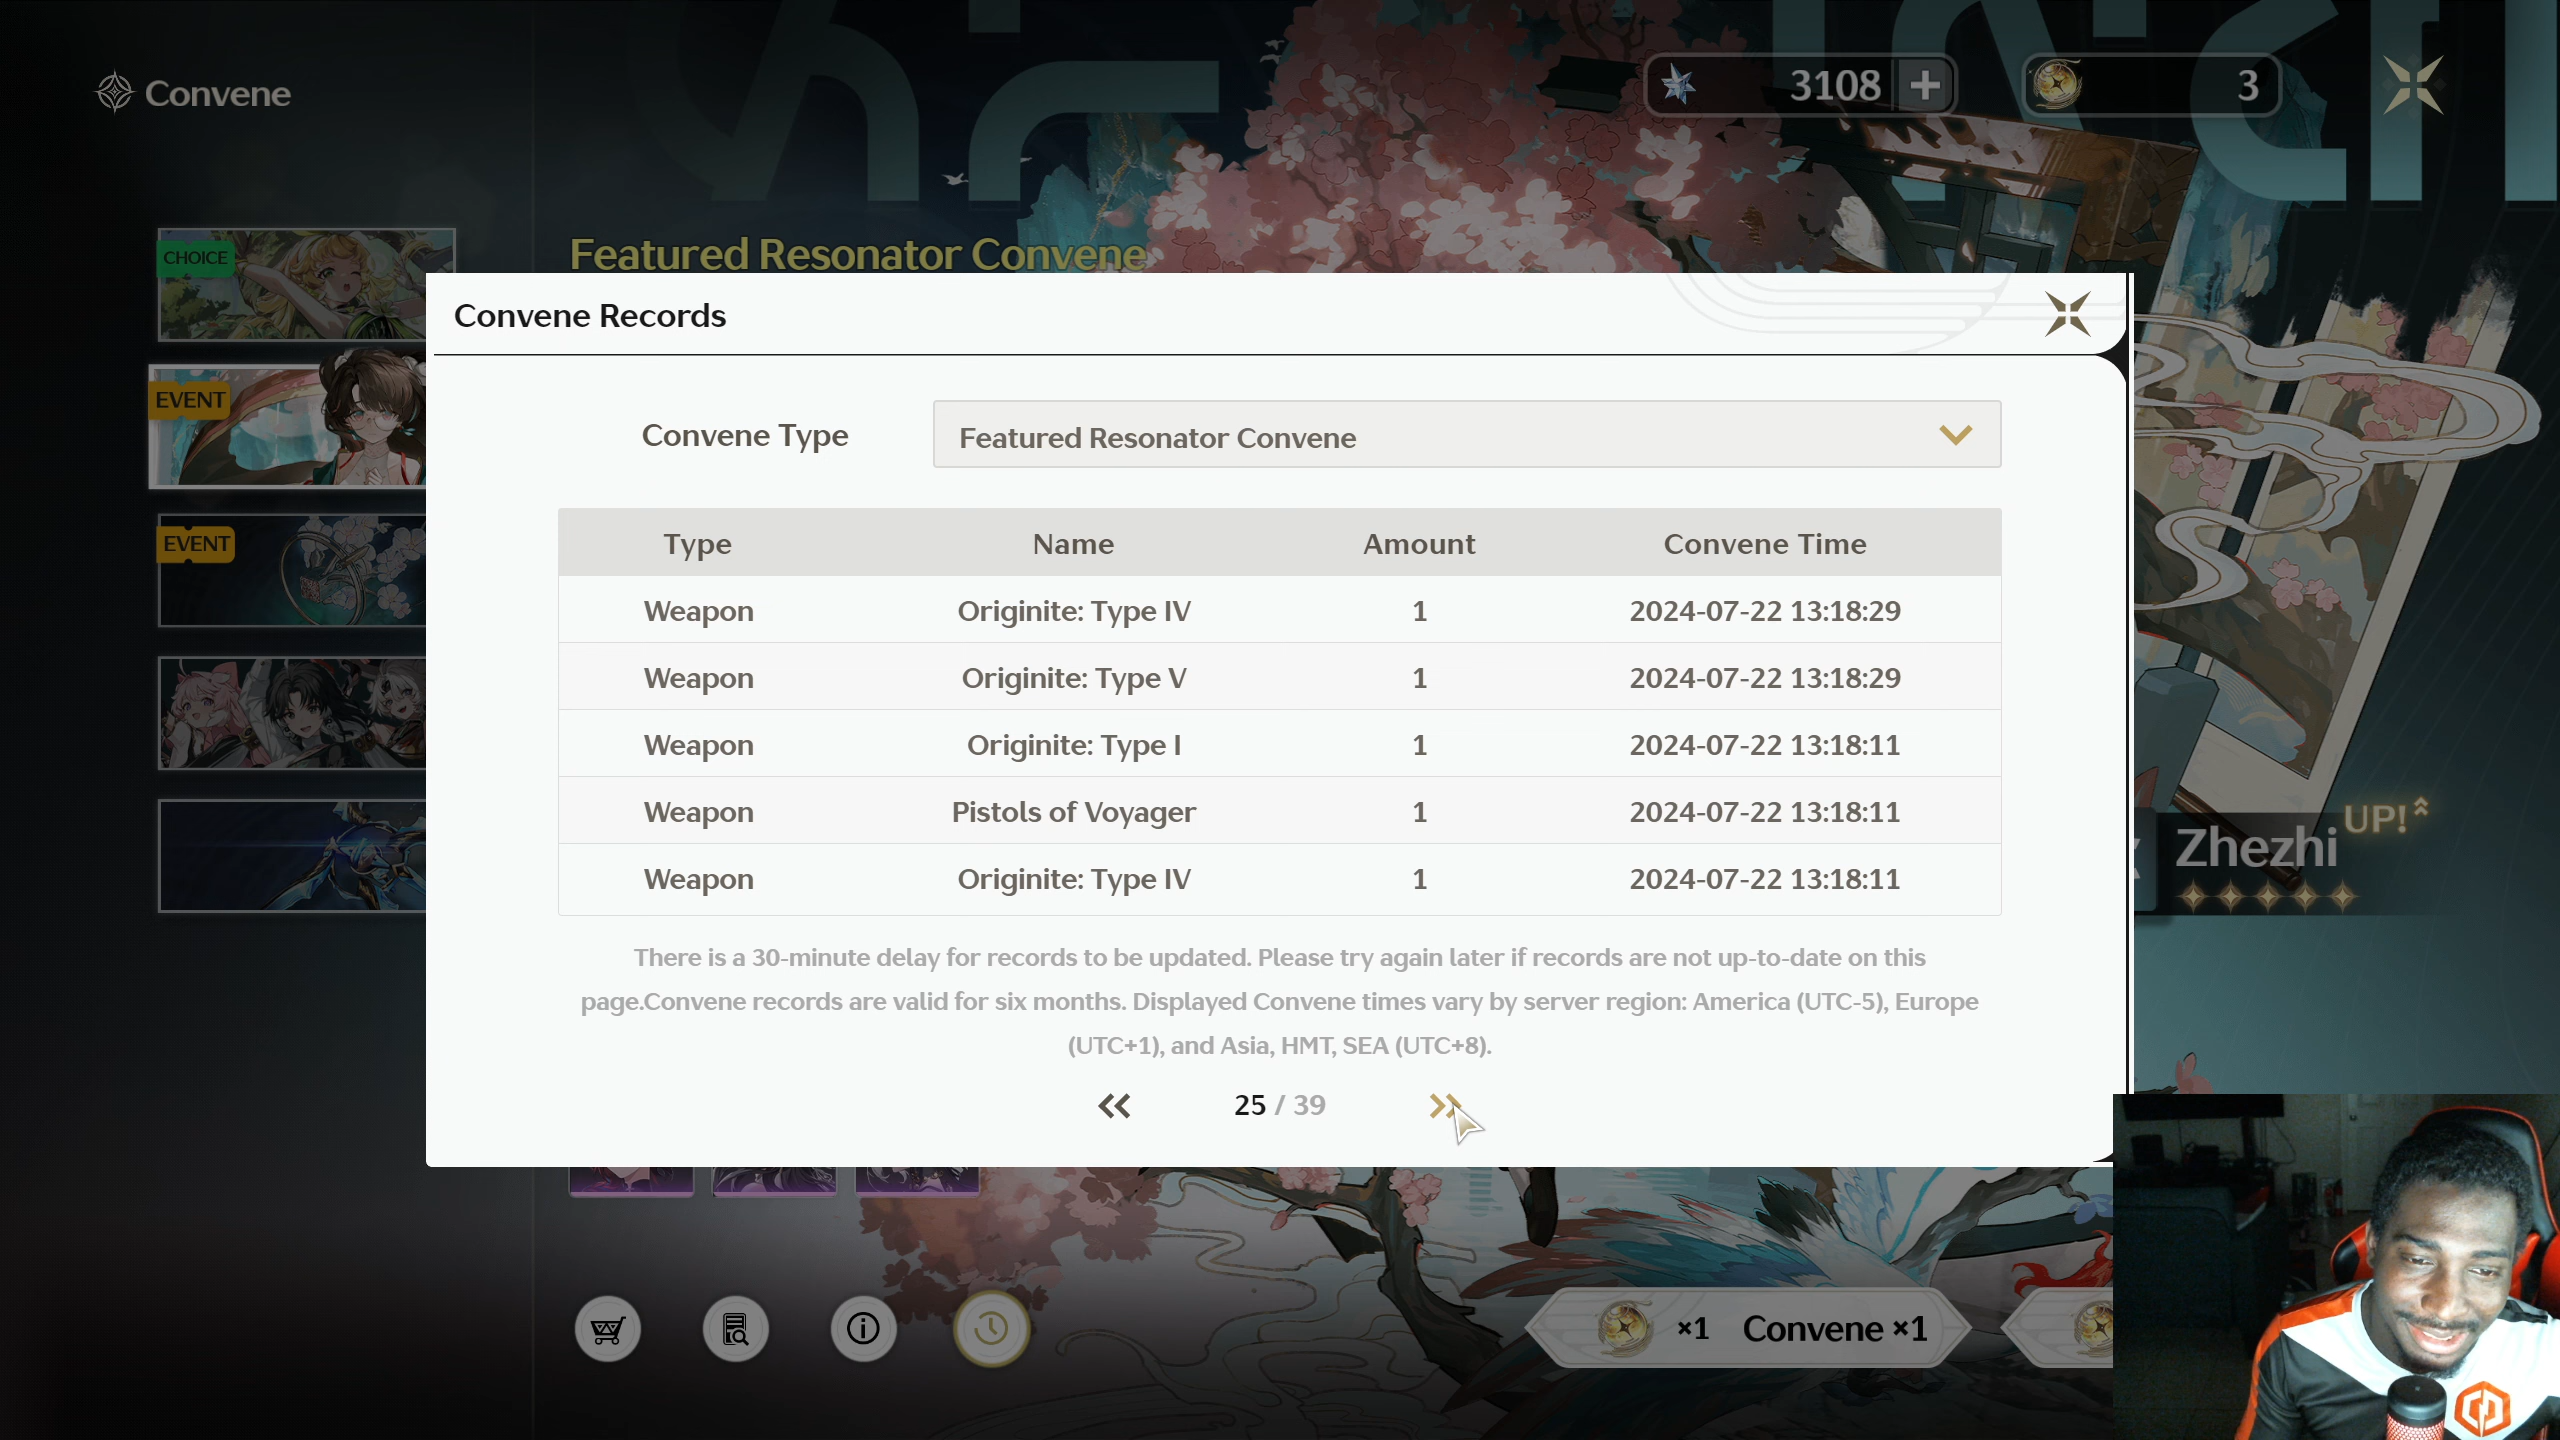 Convene
3108
3
CHOICE
Featured Resonator Convene
EVENT
EVENT
Convene Records
Convene Type
Featured Resonator Convene
Type Name Amount Convene Time
Weapon Originite: Type IV 1 2024-07-22 13:18:29
Weapon Originite: Type V 1 2024-07-22 13:18:29
Weapon Originite: Type I 1 2024-07-22 13:18:11
Weapon Pistols of Voyager 1 2024-07-22 13:18:11
Weapon Originite: Type IV 1 2024-07-22 13:18:11
There is a 30-minute delay for records to be updated. Please try again later if records are not up-to-date on this
page.Convene records are valid for six months. Displayed Convene times vary by server region: America (UTC-5), Europe
(UTC+1), and Asia, HMT, SEA (UTC+8).
25 / 39
Zhezhi UP!
×1 Convene ×1